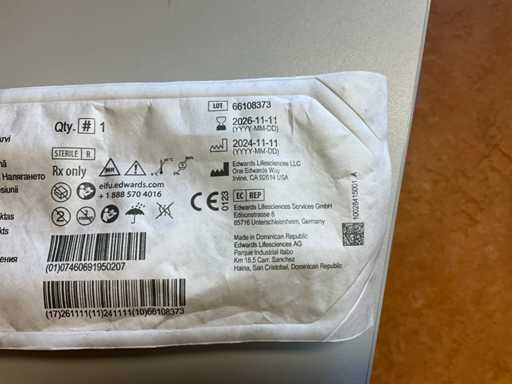 rvi
Qty. # 1
STERILE R
Rx only
Налягането
eifu.edwards.com
+ 1 888 570 4016
LOT 66108373
2026-11-11
(YYYY-MM-DD)
2024-11-11
(YYYY-MM-DD)
Edwards Lifesciences LLC
One Edwards Way
Irvine, CA 92614 USA
EC REP
CE 0123
Edwards Lifesciences Services GmbH
Edisonstrasse 6
85716 Unterschleissheim, Germany
Made in Dominican Republic
Edwards Lifesciences AG
Parque Industrial Itabo
Km 18.5 Carr. Sanchez
Haina, San Cristobal, Dominican Republic
(01)07460691950207
(17)261111(11)241111(10)66108373